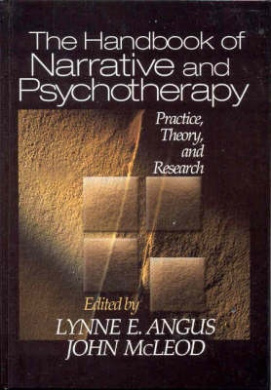 The Handbook of
Narrative and
Psychotherapy
Practice,
Theory,
and
Research
Edited by
LYNNE E. ANGUS
JOHN McLEOD